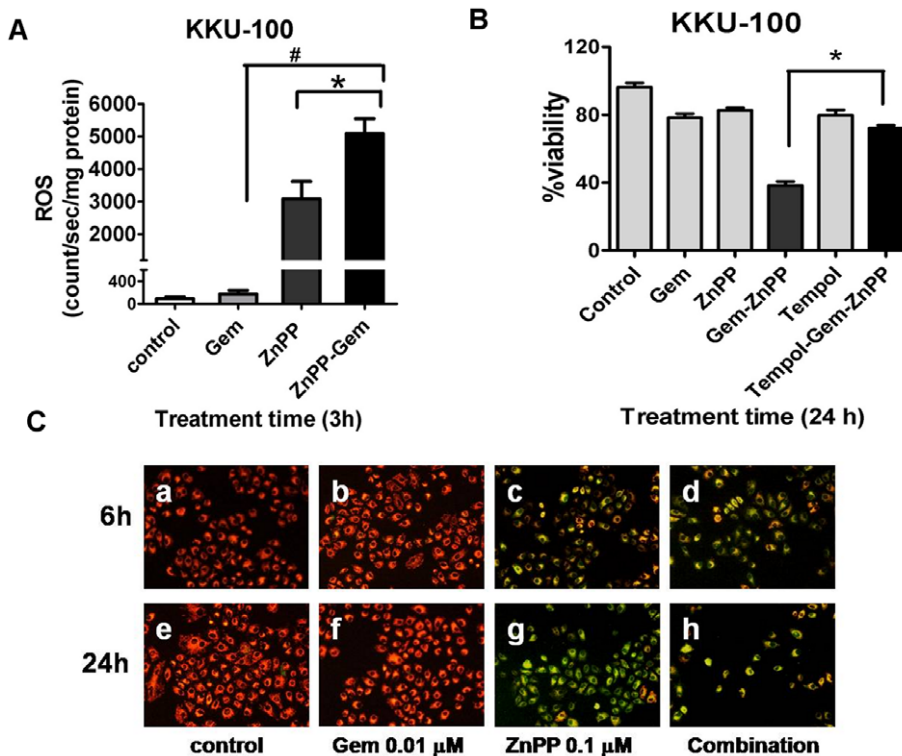 A
KKU-100
#
*
6000
5000
4000
3000
2000
400
0
ROS
(count/sec/mg protein)
control
Gem
ZnPP
ZnPP-Gem
Treatment time (3h)
B
KKU-100
*
120
80
40
0
%viability
Control
Gem
ZnPP
Gem-ZnPP
Tempol
Tempol-Gem-ZnPP
Treatment time (24 h)
C
6h
a
b
c
d
24h
e
f
g
h
control
Gem 0.01 μM
ZnPP 0.1 μM
Combination